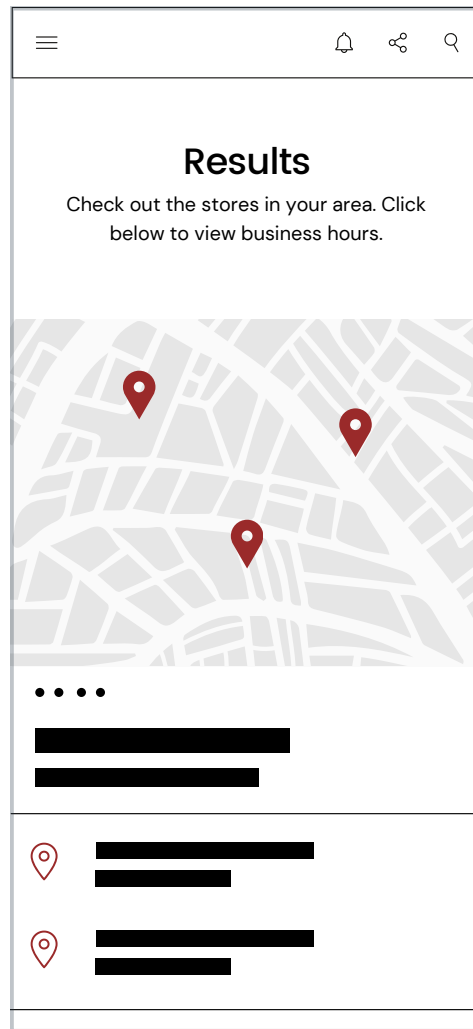 Results
Check out the stores in your area. Click
below to view business hours.